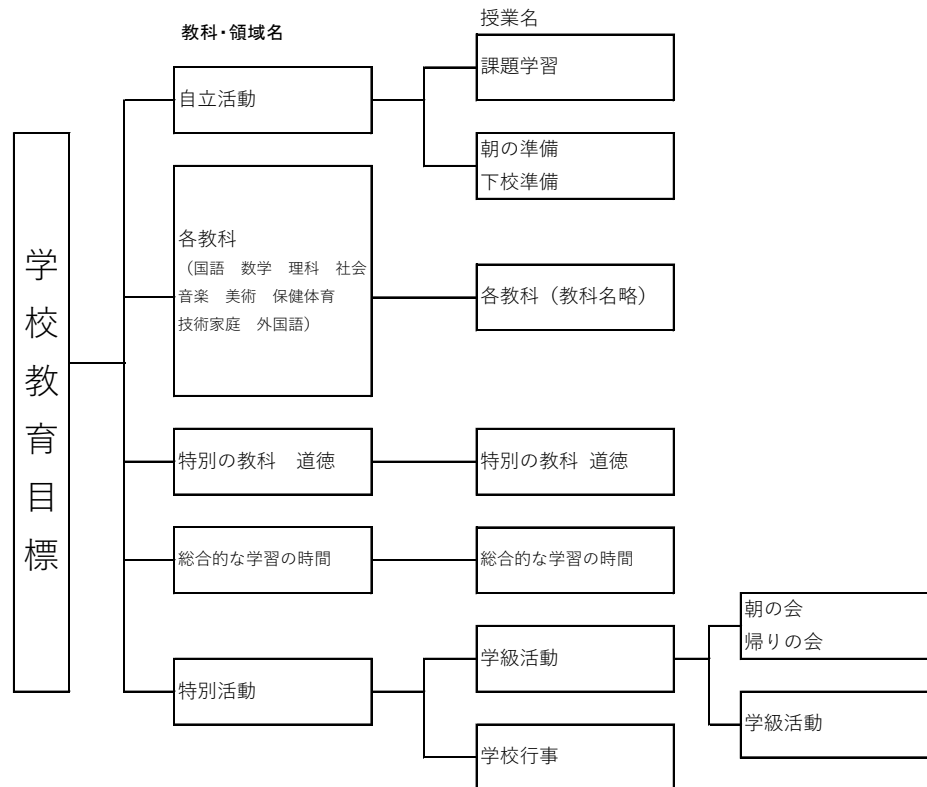 教科・領域名
授業名
学校教育目標
自立活動
課題学習
朝の準備
下校準備
各教科
（国語　数学　理科　社会
音楽　美術　保健体育
技術家庭　外国語）
各教科（教科名略）
特別の教科　道徳
特別の教科 道徳
総合的な学習の時間
総合的な学習の時間
特別活動
学級活動
朝の会
帰りの会
学級活動
学校行事